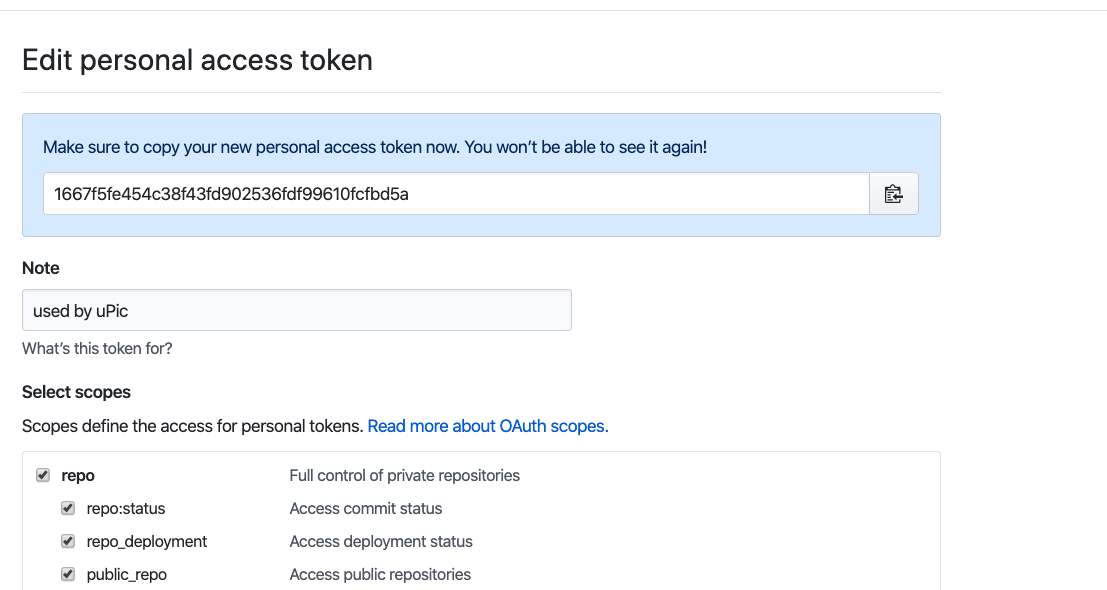 Edit personal access token
Make sure to copy your new personal access token now. You won't be able to see it again!
1667f5fe454c38f43fd902536fdf99610fcfbd5a
Note
used by uPic
What's this token for?
Select scopes
Scopes define the access for personal tokens. Read more about OAuth scopes.
repo Full control of private repositories
repo:status Access commit status
repo_deployment Access deployment status
public_repo Access public repositories